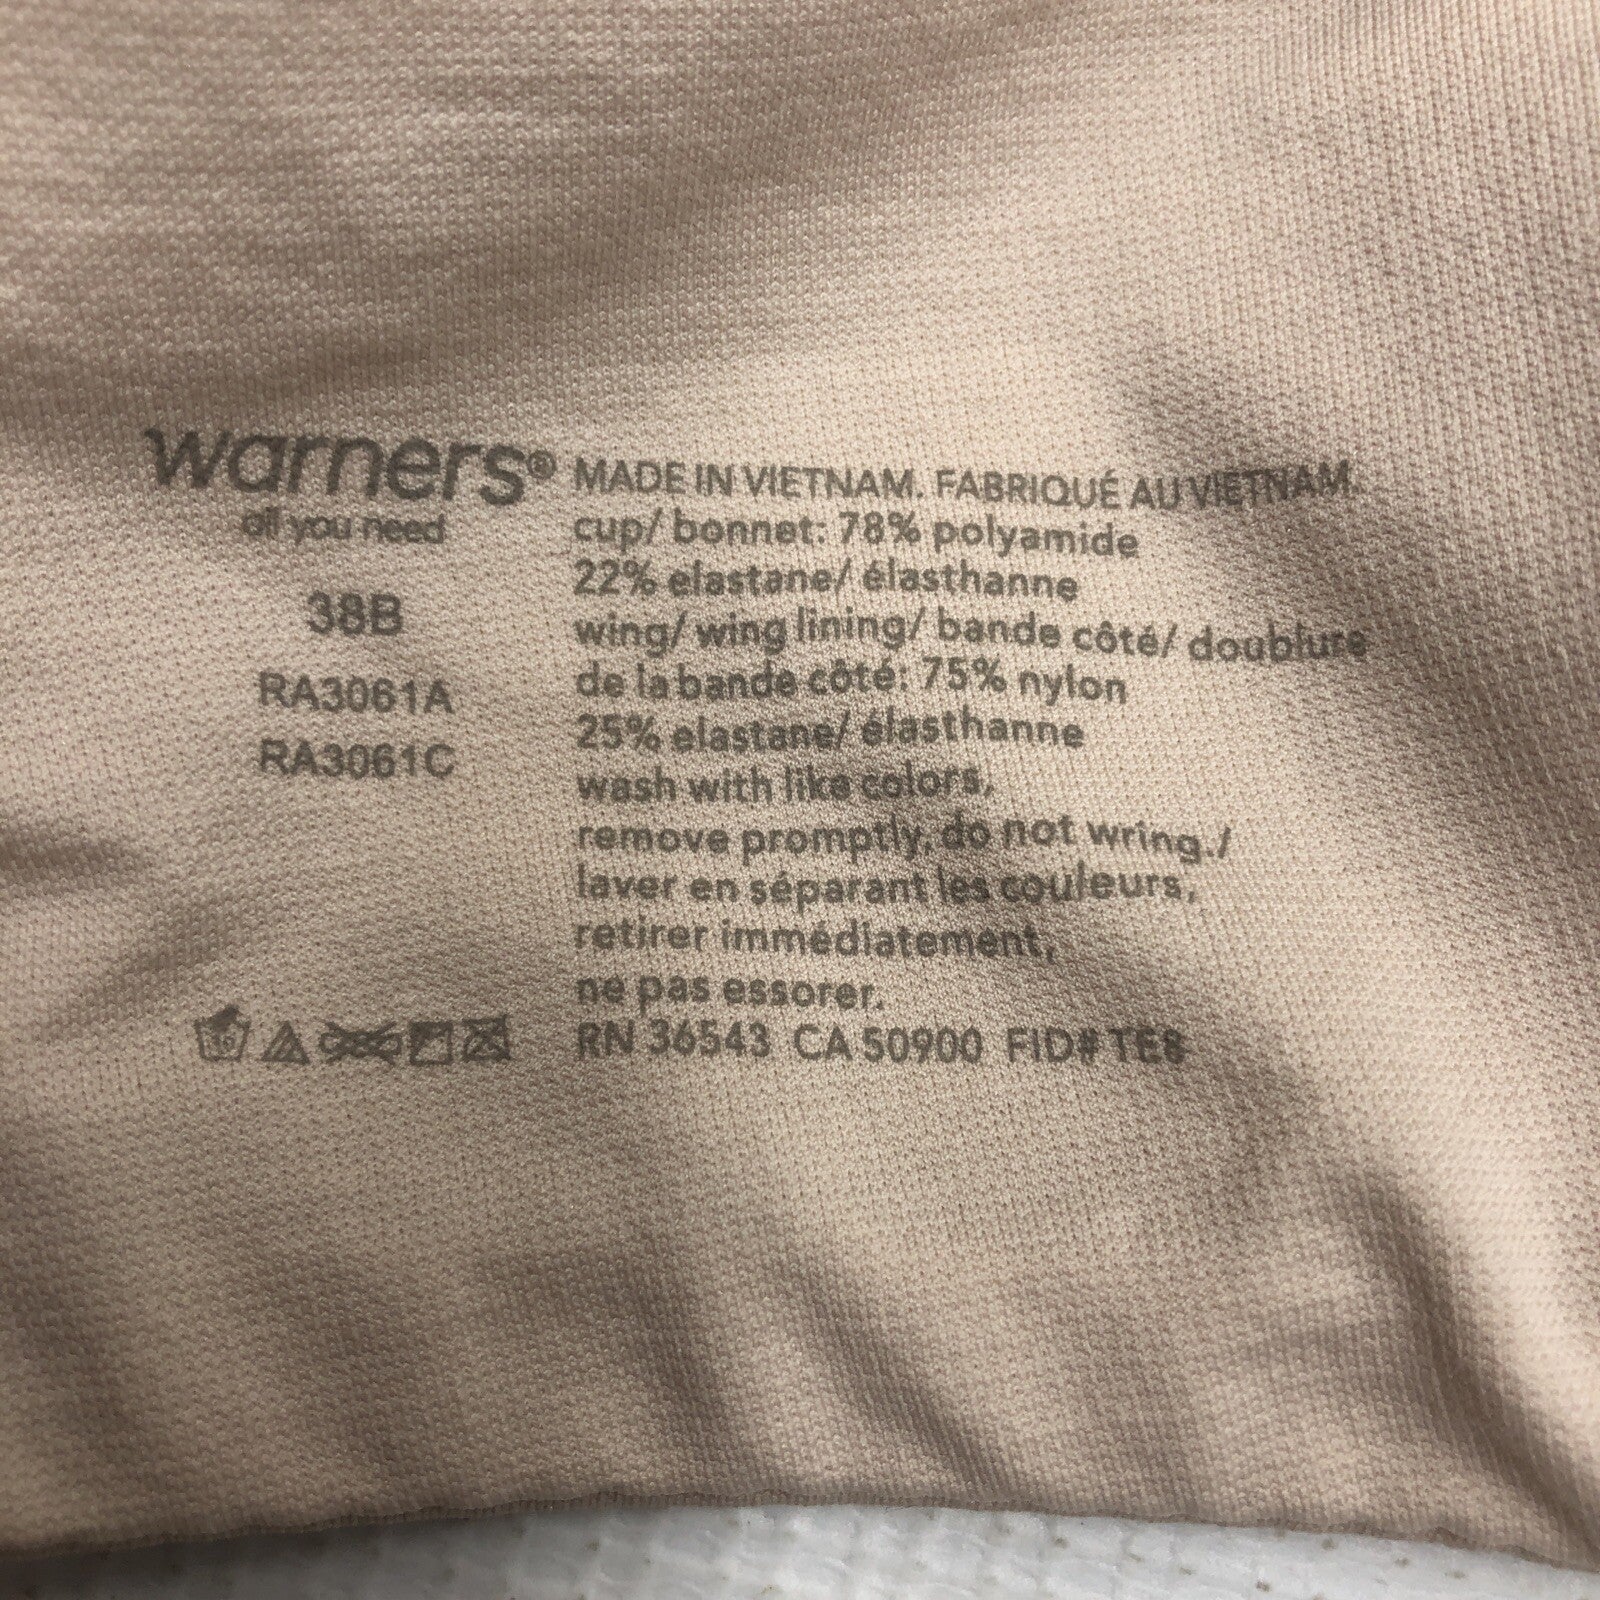 warners®
all you need
38B
RA3061A
RA3061C
MADE IN VIETNAM. FABRIQUÉ AU VIETNAM.
cup/ bonnet: 78% polyamide
22% elastane/ élasthanne
wing/ wing lining/ bande côté/ doublure
de la bande côté: 75% nylon
25% elastane/ élasthanne
wash with like colors,
remove promptly, do not wring./
laver en séparant les couleurs,
retirer immédiatement,
ne pas essorer.
RN 36543 CA 50900 FID# TE8